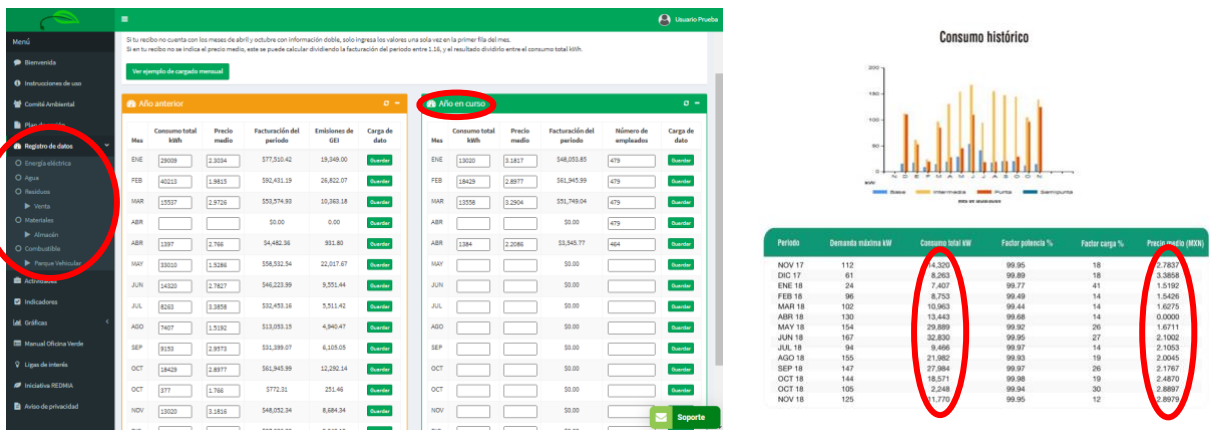 Usuario Prueba
Menú
Bienvenida
Instrucciones de uso
Comité Ambiental
Registro de datos
Energía eléctrica
Agua
Residuos
Venta
Materiales
Almacén
Combustible
Parque Vehicular
Indicadores
Gráficas
Manual Oficina Verde
Ligas de interés
Iniciativa REDMIA
Aviso de privacidad
Si tu recibo no cuenta con los meses de abril y octubre con información doble, solo ingresa los valores una sola vez en la primer fila del mes.
Si en tu recibo no se indica el precio medio, este se puede calcular dividiendo la facturación del periodo entre 1.16, y el resultado dividirlo entre el consumo total kWh.
Ver ejemplo de cargado mensual
Año anterior
Mes Consumo total kWh Precio medio Facturación del periodo Emisiones de GEI Carga de dato
ENE 29009 2.3034 $77,510.42 19,349.00 Guardar
FEB 40213 1.9815 $92,431.19 26,822.07 Guardar
MAR 15537 2.9726 $53,574.93 10,363.18 Guardar
ABR $0.00 0.00 Guardar
ABR 1397 2.766 $4,482.36 931.80 Guardar
MAY 33010 1.5286 $58,532.54 22,017.67 Guardar
JUN 14320 2.7827 $46,223.99 9,551.44 Guardar
JUL 8263 3.3858 $32,453.16 5,511.42 Guardar
AGO 7407 1.5192 $13,053.15 4,940.47 Guardar
SEP 9153 2.9573 $31,399.07 6,105.05 Guardar
OCT 18429 2.8977 $61,945.99 12,292.14 Guardar
OCT 377 1.766 $772.31 251.46 Guardar
NOV 13020 3.1816 $48,052.34 8,684.34 Guardar
Año en curso
Mes Consumo total kWh Precio medio Facturación del periodo Número de empleados Carga de dato
ENE 13020 3.1817 $48,053.85 479 Guardar
FEB 18429 2.8977 $61,945.99 479 Guardar
MAR 13558 3.2904 $51,749.04 479 Guardar
ABR $0.00 479 Guardar
ABR 1384 2.2086 $3,545.77 464 Guardar
MAY $0.00 Guardar
JUN $0.00 Guardar
JUL $0.00 Guardar
AGO $0.00 Guardar
SEP $0.00 Guardar
OCT $0.00 Guardar
OCT $0.00 Guardar
NOV Guardar
Soporte
Consumo histórico
200
150
100
50
0
N D E F M A M J J A S O O N
Base Intermedia Punta Semipunta
Periodo Demanda máxima kW Consumo total kW Factor potencia % Factor carga % Precio medio (MXN)
NOV 17 112 14,320 99.95 18 2.7837
DIC 17 61 8,263 99.89 18 3.3858
ENE 18 24 7,407 99.77 41 1.5192
FEB 18 96 8,753 99.49 14 1.5426
MAR 18 102 10,963 99.44 14 1.6275
ABR 18 130 13,443 99.68 14 0.0000
MAY 18 154 29,889 99.92 26 1.6711
JUN 18 167 32,830 99.95 27 2.1002
JUL 18 94 9,466 99.97 14 2.1053
AGO 18 155 21,982 99.93 19 2.0045
SEP 18 147 27,984 99.97 26 2.1767
OCT 18 144 18,571 99.98 19 2.4870
OCT 18 105 2,248 99.94 30 2.8897
NOV 18 125 11,770 99.95 12 2.8979